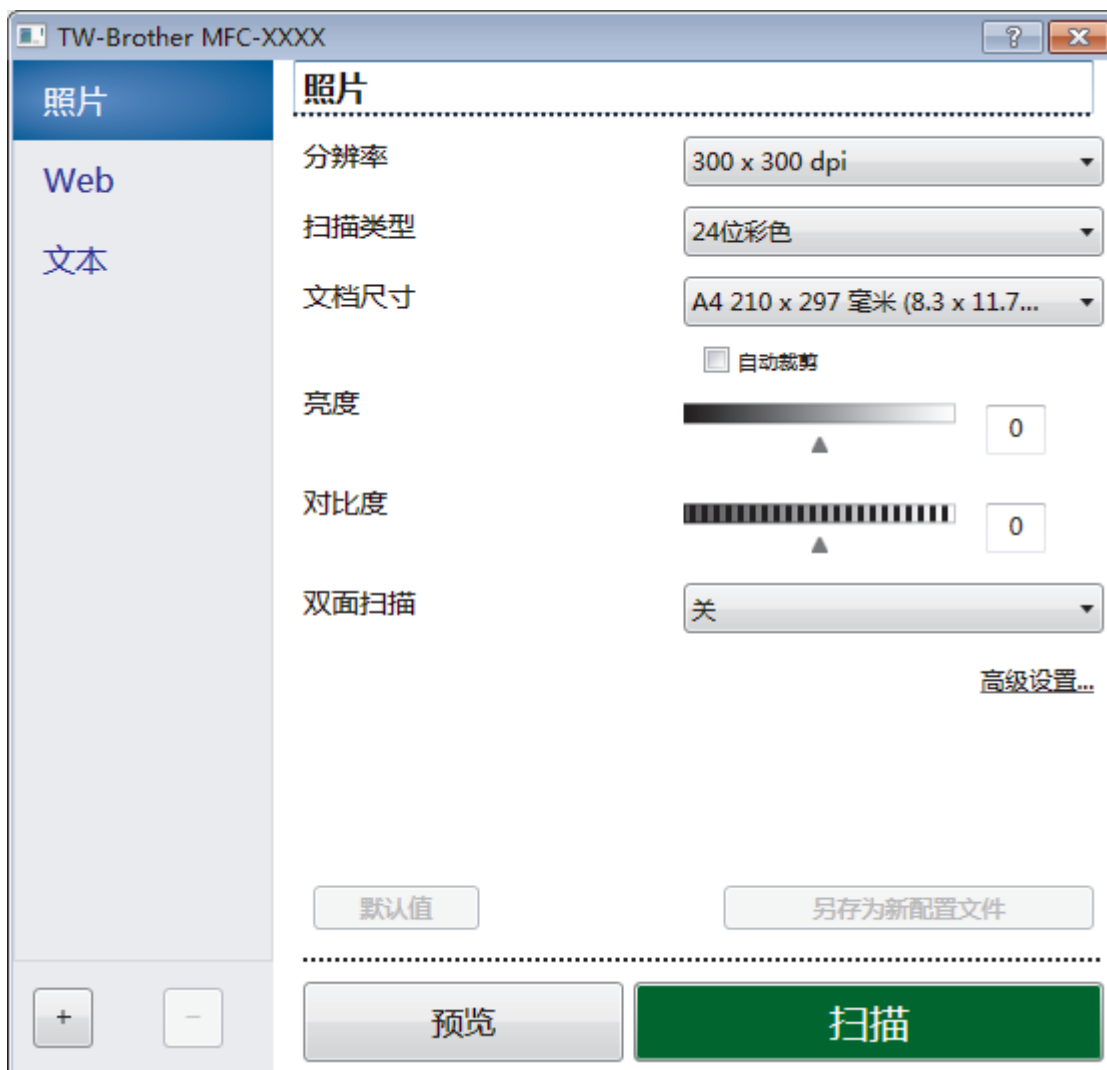 TW-Brother MFC-XXXX
?
照片
Web
文本
照片
分辨率
300 x 300 dpi
扫描类型
24位彩色
文档尺寸
A4 210 x 297 毫米 (8.3 x 11.7...
自动裁剪
亮度
0
对比度
0
双面扫描
关
高级设置...
默认值
另存为新配置文件
+
−
预览
扫描